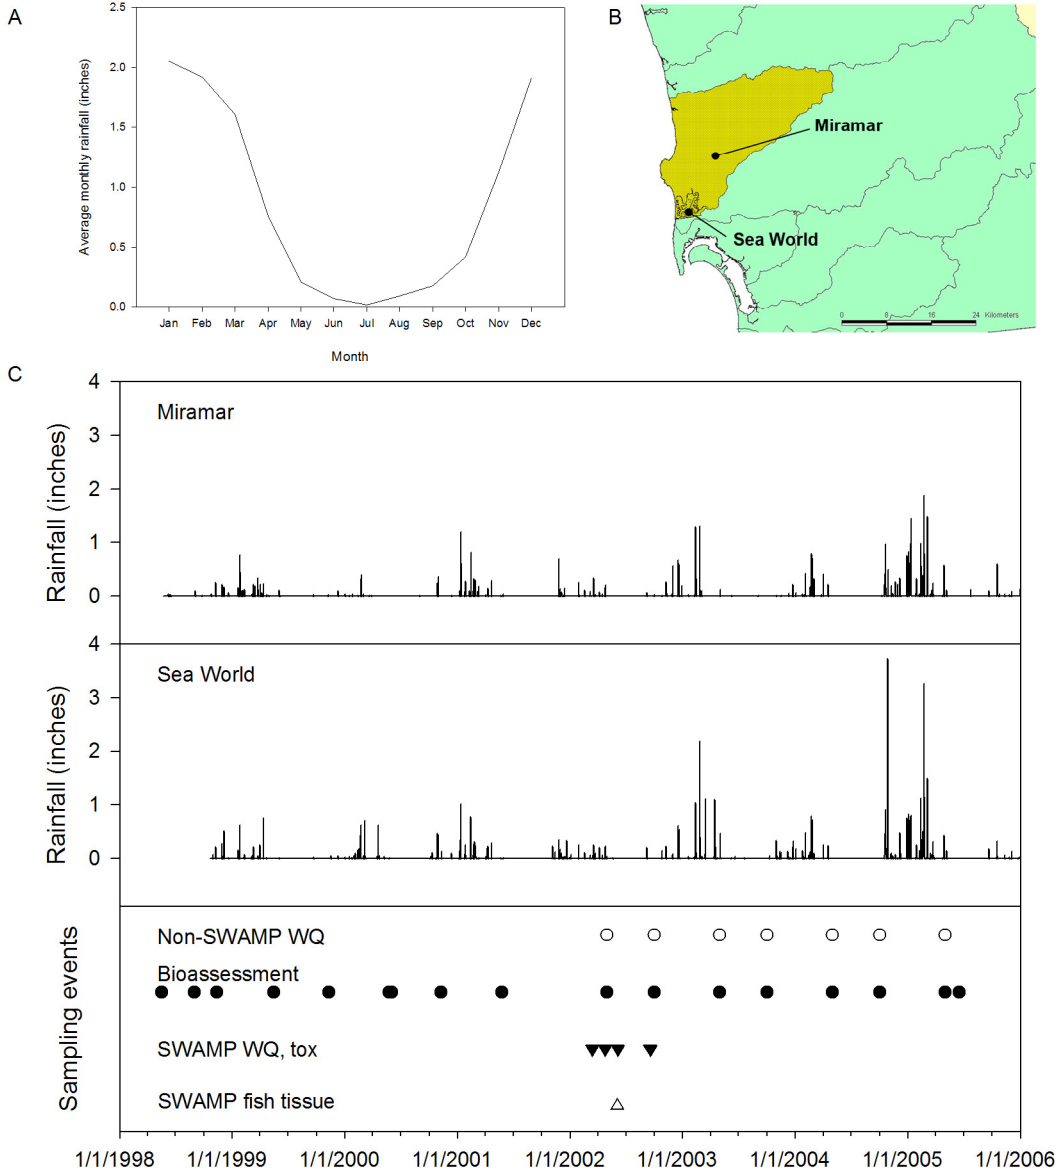 A
Average monthly rainfall (inches)
2.5
2.0
1.5
1.0
0.5
0.0
Jan Feb Mar Apr May Jun Jul Aug Sep Oct Nov Dec
Month
B
Miramar
Sea World
0 8 16 24 Kilometers
C
Rainfall (inches)
4
3
2
1
0
Miramar
Rainfall (inches)
4
3
2
1
0
Sea World
Sampling events
Non-SWAMP WQ
Bioassessment
SWAMP WQ, tox
SWAMP fish tissue
1/1/1998 1/1/1999 1/1/2000 1/1/2001 1/1/2002 1/1/2003 1/1/2004 1/1/2005 1/1/2006